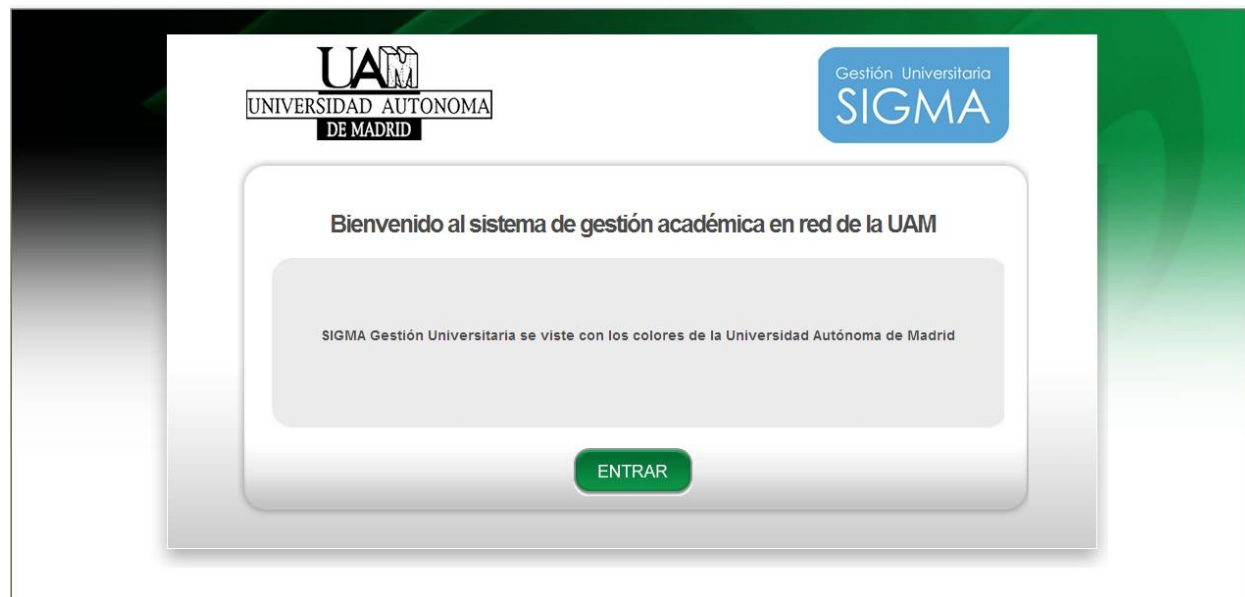 UAM
UNIVERSIDAD AUTONOMA
DE MADRID
Gestión Universitaria
SIGMA
Bienvenido al sistema de gestión académica en red de la UAM
SIGMA Gestión Universitaria se viste con los colores de la Universidad Autónoma de Madrid
ENTRAR